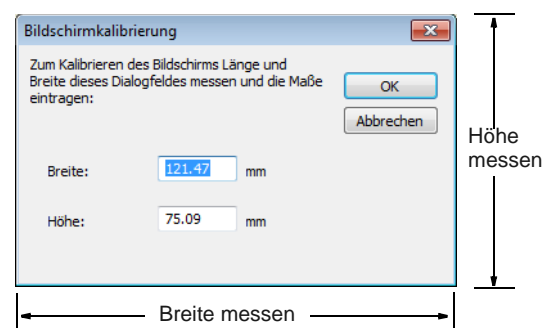 Bildschirmkalibrierung
Zum Kalibrieren des Bildschirms Länge und
Breite dieses Dialogfeldes messen und die Maße
eintragen:
OK
Abbrechen
Breite: 121.47 mm
Höhe: 75.09 mm
Höhe
messen
Breite messen